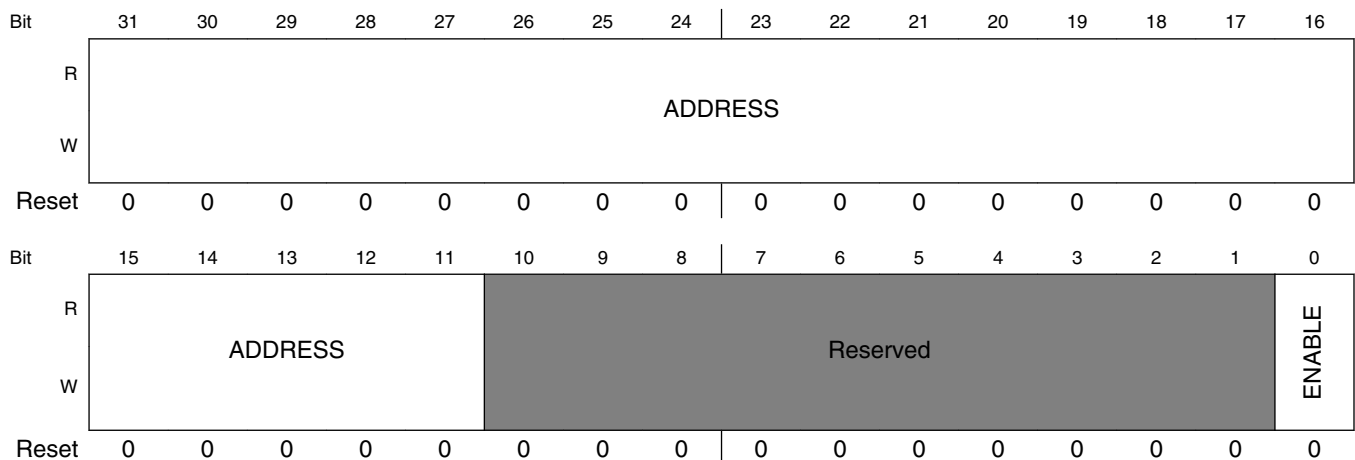 Bit 31 30 29 28 27 26 25 24 23 22 21 20 19 18 17 16
R
ADDRESS
W
Reset 0 0 0 0 0 0 0 0 0 0 0 0 0 0 0 0
Bit 15 14 13 12 11 10 9 8 7 6 5 4 3 2 1 0
R
ADDRESS Reserved ENABLE
W
Reset 0 0 0 0 0 0 0 0 0 0 0 0 0 0 0 0